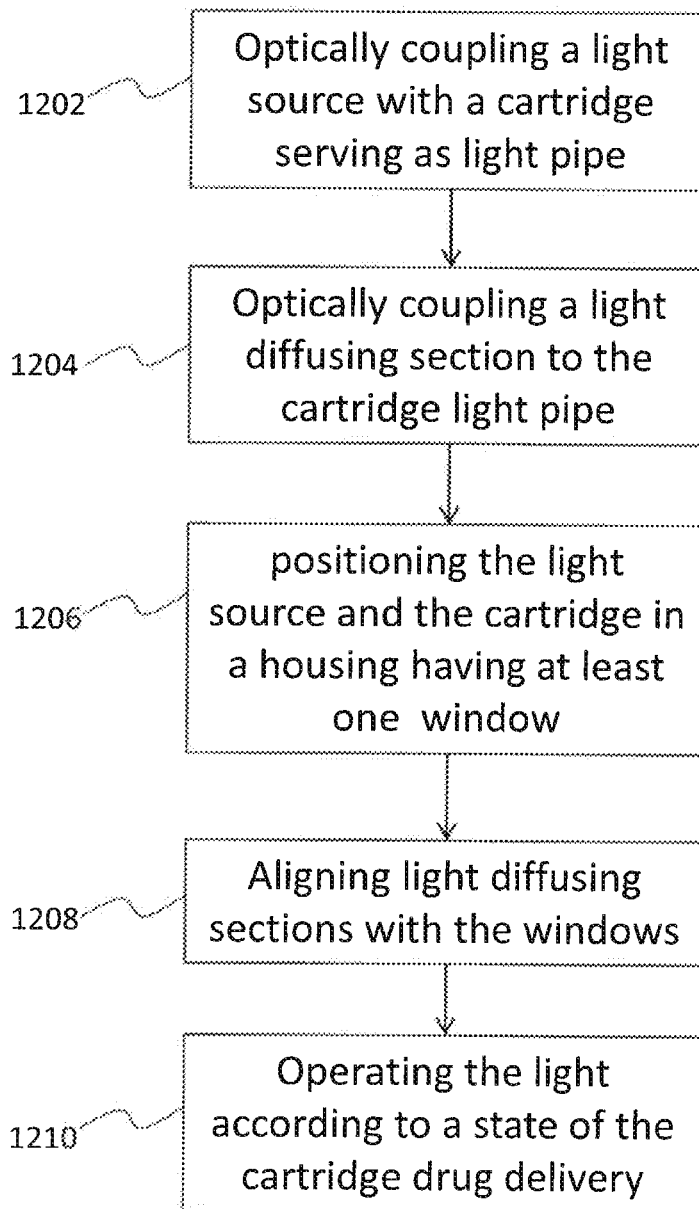 Optically coupling a light
source with a cartridge
serving as light pipe
1202
Optically coupling a light
diffusing section to the
cartridge light pipe
1204
positioning the light
source and the cartridge in
a housing having at least
one window
1206
Aligning light diffusing
sections with the windows
1208
Operating the light
according to a state of the
cartridge drug delivery
1210